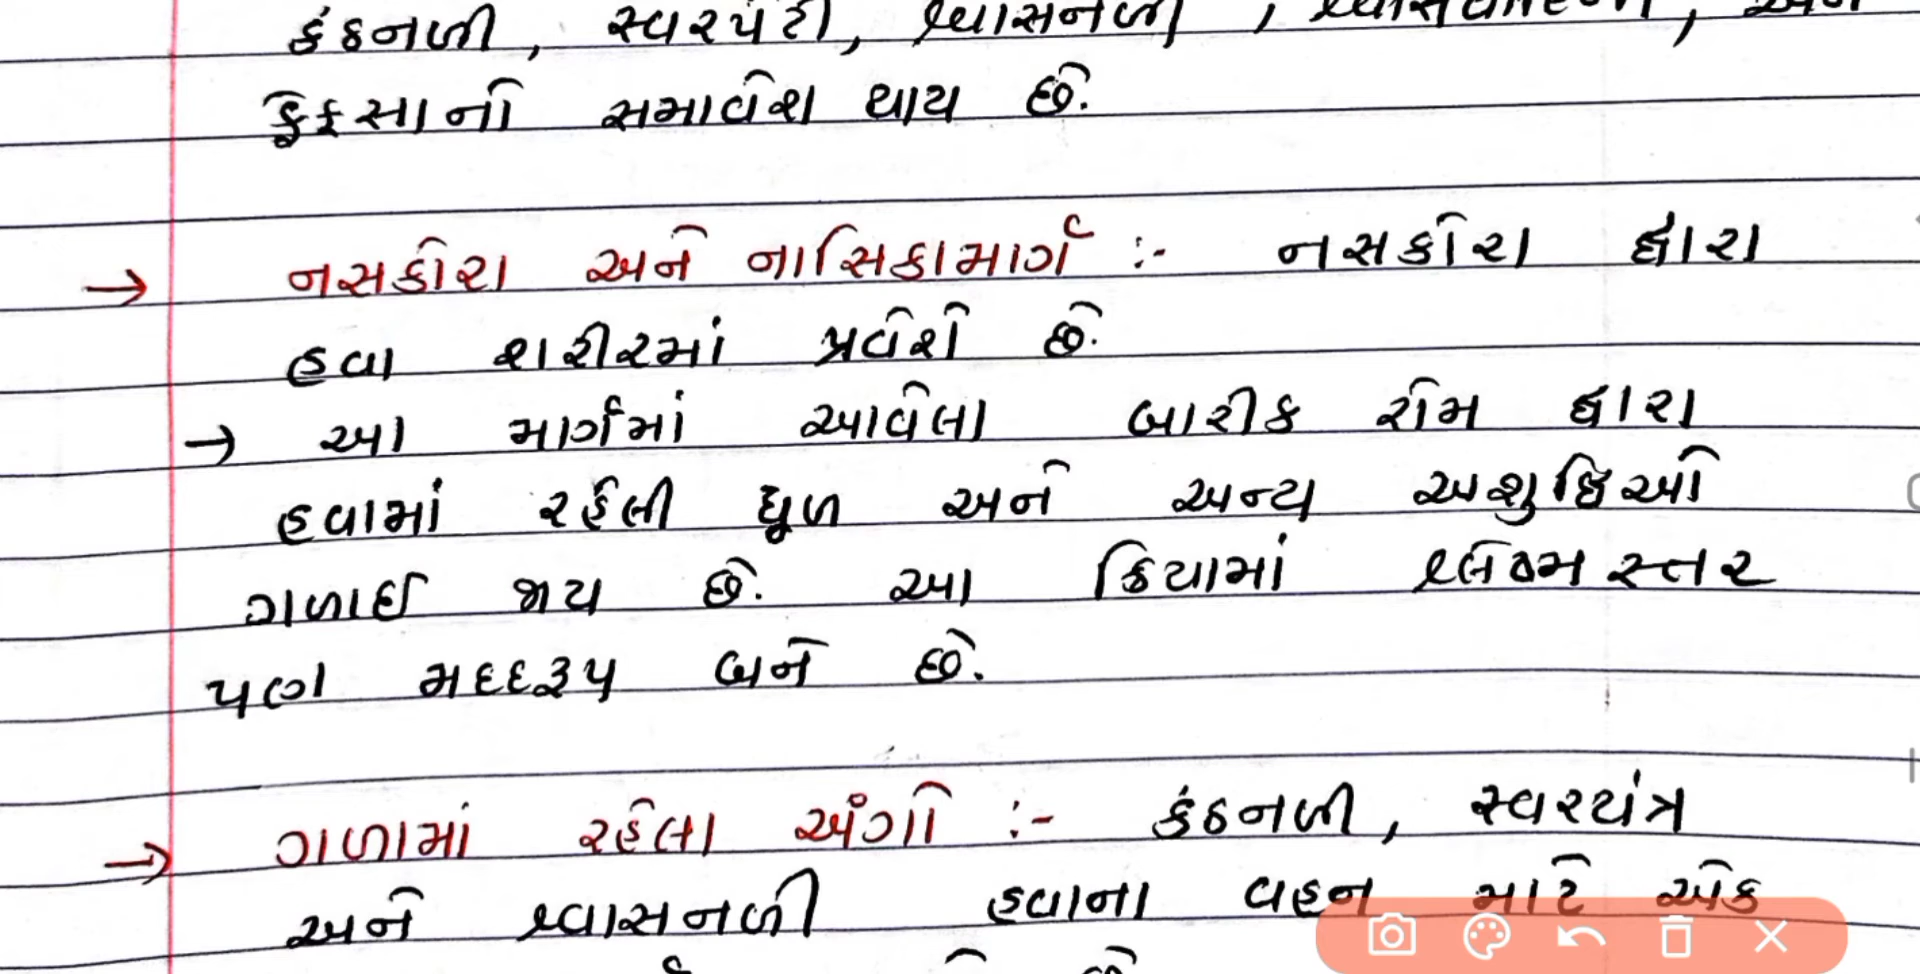 કંઠનળી, સ્વરપેટી, શ્વાસનળી, શ્વાસવાહિની, અને
ફેફસાનો સમાવેશ થાય છે.
→ નસકોરા અને નાસિકામાર્ગ :- નસકોરા દ્વારા
હવા શરીરમાં પ્રવેશે છે.
→ આ માર્ગમાં આવેલા બારીક રોમ દ્વારા
હવામાં રહેલી ધૂળ અને અન્ય અશુદ્ધિઓ
ગળાઈ જાય છે. આ ક્રિયામાં શ્લેષ્મ સ્તર
પણ મદદરૂપ બને છે.
→ ગળામાં રહેલા અંગો :- કંઠનળી, સ્વરયંત્ર
અને શ્વાસનળી હવાના વહન માટે એક